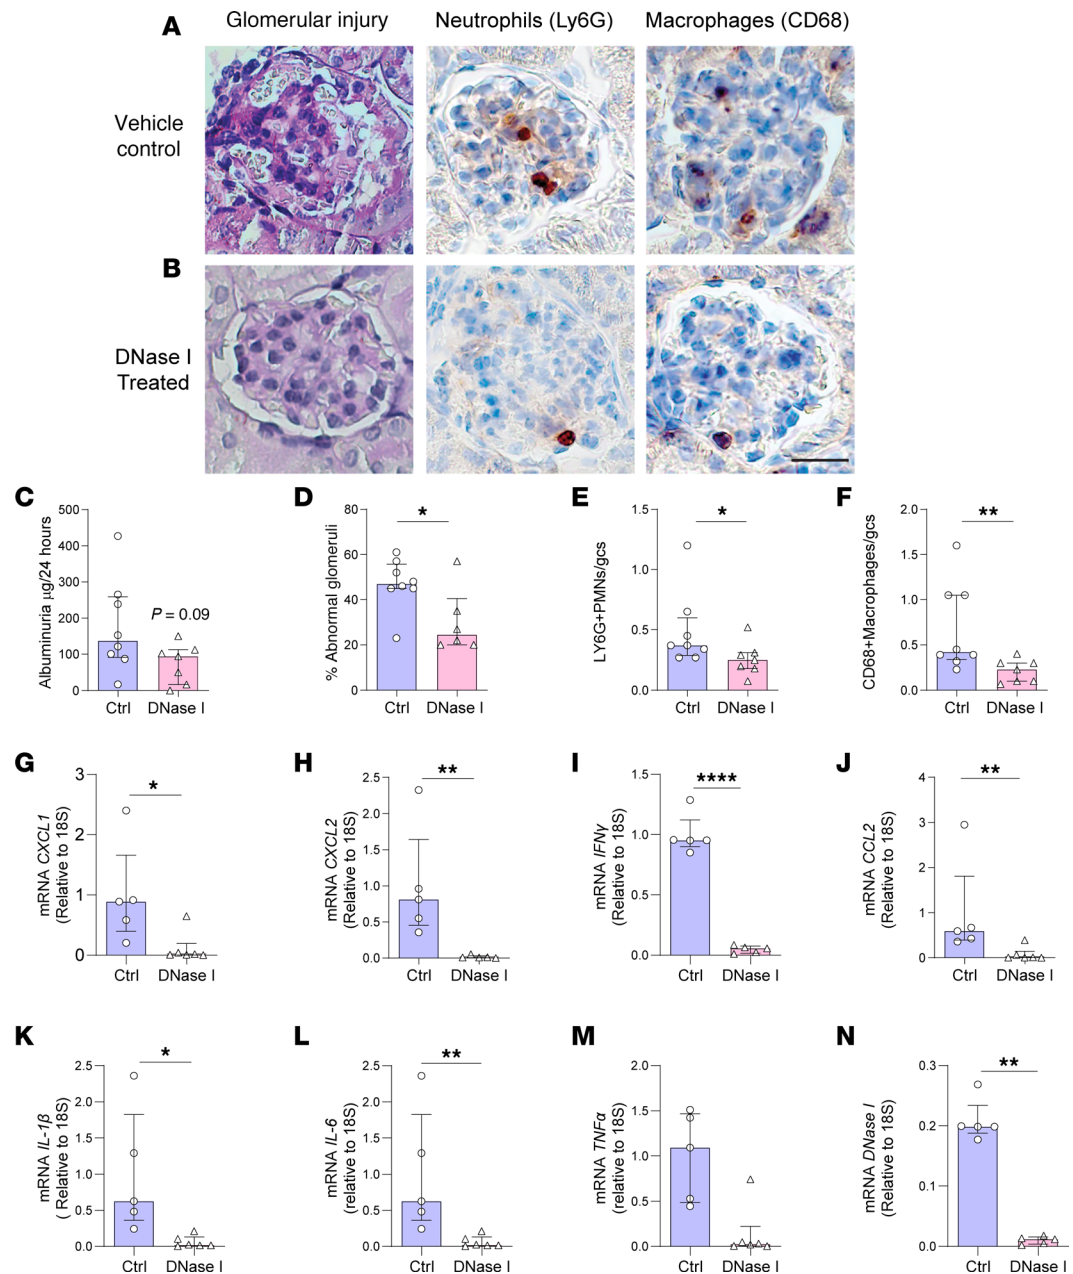 A
Glomerular injury
Neutrophils (Ly6G)
Macrophages (CD68)
Vehicle
control
B
DNase I
Treated
C
Albuminuria µg/24 hours
500
400
300
200
100
0
P = 0.09
Ctrl
DNase I
D
% Abnormal glomeruli
80
60
40
20
0
*
Ctrl
DNase I
E
LY6G+PMNs/gcs
1.5
1.0
0.5
0.0
*
Ctrl
DNase I
F
CD68+Macrophages/gcs
2.0
1.5
1.0
0.5
0.0
**
Ctrl
DNase I
G
mRNA CXCL1
(Relative to 18S)
3
2
1
0
*
Ctrl
DNase I
H
mRNA CXCL2
(Relative to 18S)
2.5
2.0
1.5
1.0
0.5
0.0
**
Ctrl
DNase I
I
mRNA IFNγ
(Relative to 18S)
1.5
1.0
0.5
0.0
****
Ctrl
DNase I
J
mRNA CCL2
(Relative to 18S)
4
3
2
1
0
**
Ctrl
DNase I
K
mRNA IL-1β
( Relative to 18S)
2.5
2.0
1.5
1.0
0.5
0.0
*
Ctrl
DNase I
L
mRNA IL-6
(relative to 18S)
2.5
2.0
1.5
1.0
0.5
0.0
**
Ctrl
DNase I
M
mRNA TNFα
(relative to 18S)
2.0
1.5
1.0
0.5
0.0
Ctrl
DNase I
N
mRNA DNase I
(Relative to 18S)
0.3
0.2
0.1
0.0
**
Ctrl
DNase I